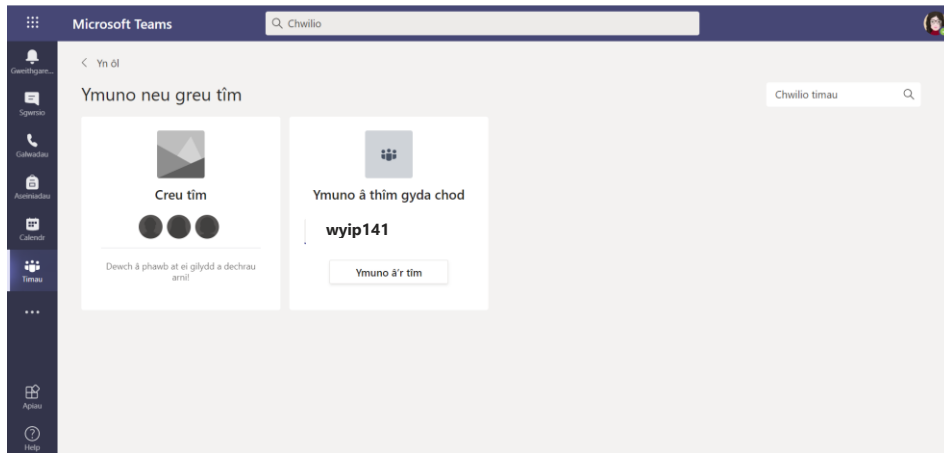 Microsoft Teams
Chwilio
Gweithgare...
Sgwrsio
Galwadau
Aseiniadau
Calendr
Timau
Apiau
Help
Yn ôl
Ymuno neu greu tîm
Chwilio timau
Creu tîm
Dewch â phawb at ei gilydd a dechrau
arni!
Ymuno â thîm gyda chod
wyip141
Ymuno â'r tîm